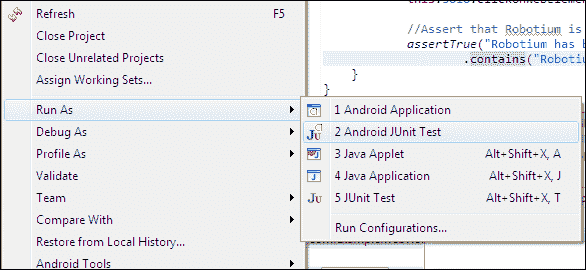 Refresh F5
Close Project
Close Unrelated Projects
Assign Working Sets...
Run As
Debug As
Profile As
Validate
Team
Compare With
Restore from Local History...
Android Tools
//Assert that Robotium is
assertTrue("Robotium has b
.contains("Robotiu
}
}
1 Android Application
2 Android JUnit Test
3 Java Applet Alt+Shift+X, A
4 Java Application Alt+Shift+X, J
5 JUnit Test Alt+Shift+X, T
Run Configurations...